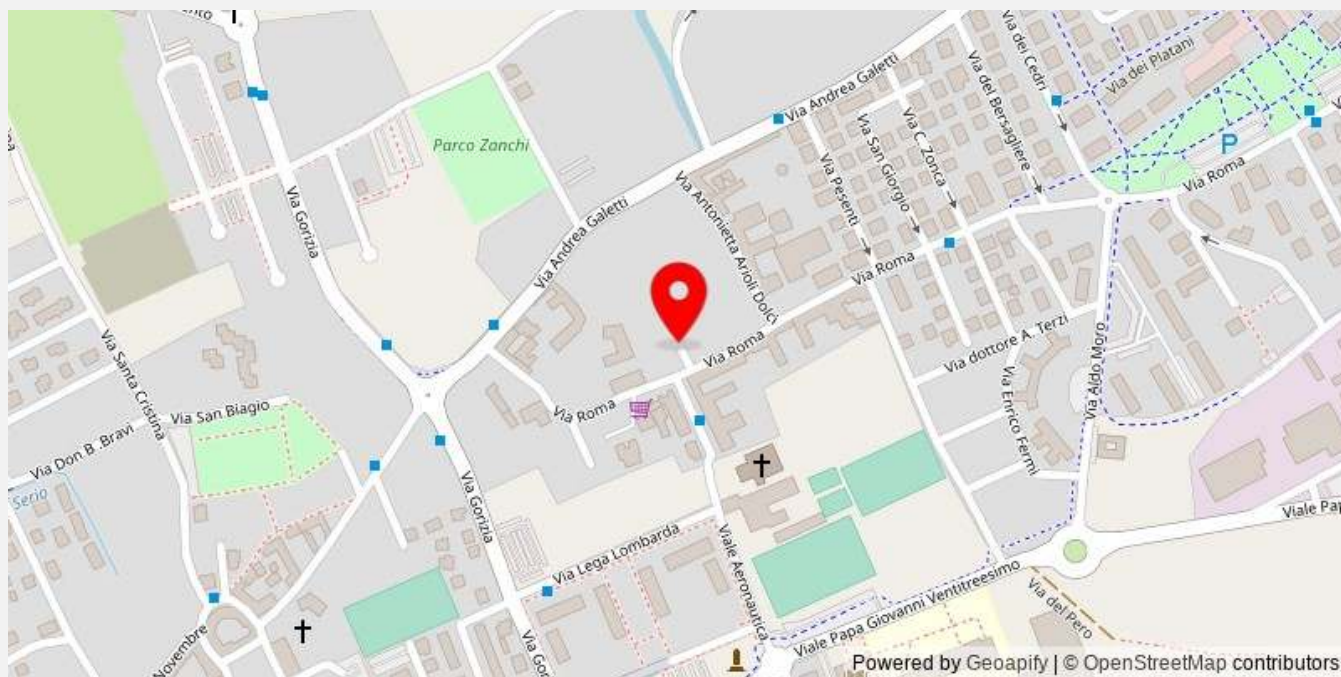 Via dei Cedri
Via dei Platani
Via Andrea Galetti
Via del Bersagliere
Via C. Zonca
Via San Giorgio
Parco Zanchi
P
Via Pesenti
Via Roma
Via Antonietta Arioli Dolci
Via Gorizia
Via Andrea Galetti
Via Roma
Via Roma
Via dottore A. Terzi
Via Aldo Moro
Via Enrico Fermi
Via Santa Cristina
Via San Biagio
Via Roma
Via Don B .Bravi
Serio
Via Gorizia
Via Lega Lombarda
Viale Aeronautica
Viale Papa Giovanni Ventitreesimo
Viale Pap
Via del Pero
Novembre
Via Gor
Powered by Geoapify | © OpenStreetMap contributors